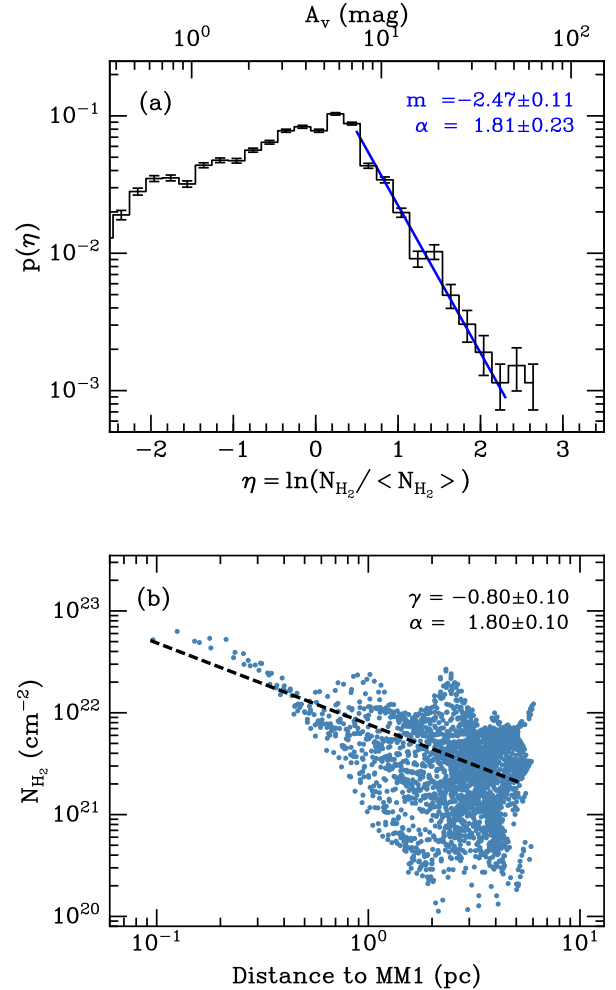 A_v (mag)
10^0 10^1 10^2
(a)
m =−2.47±0.11
α = 1.81±0.23
p(η)
10^−1
10^−2
10^−3
−2 −1 0 1 2 3
η = ln(N_H₂/ < N_H₂ >)
(b)
γ = −0.80±0.10
α = 1.80±0.10
N_H₂ (cm^−2)
10^23
10^22
10^21
10^20
10^−1 10^0 10^1
Distance to MM1 (pc)